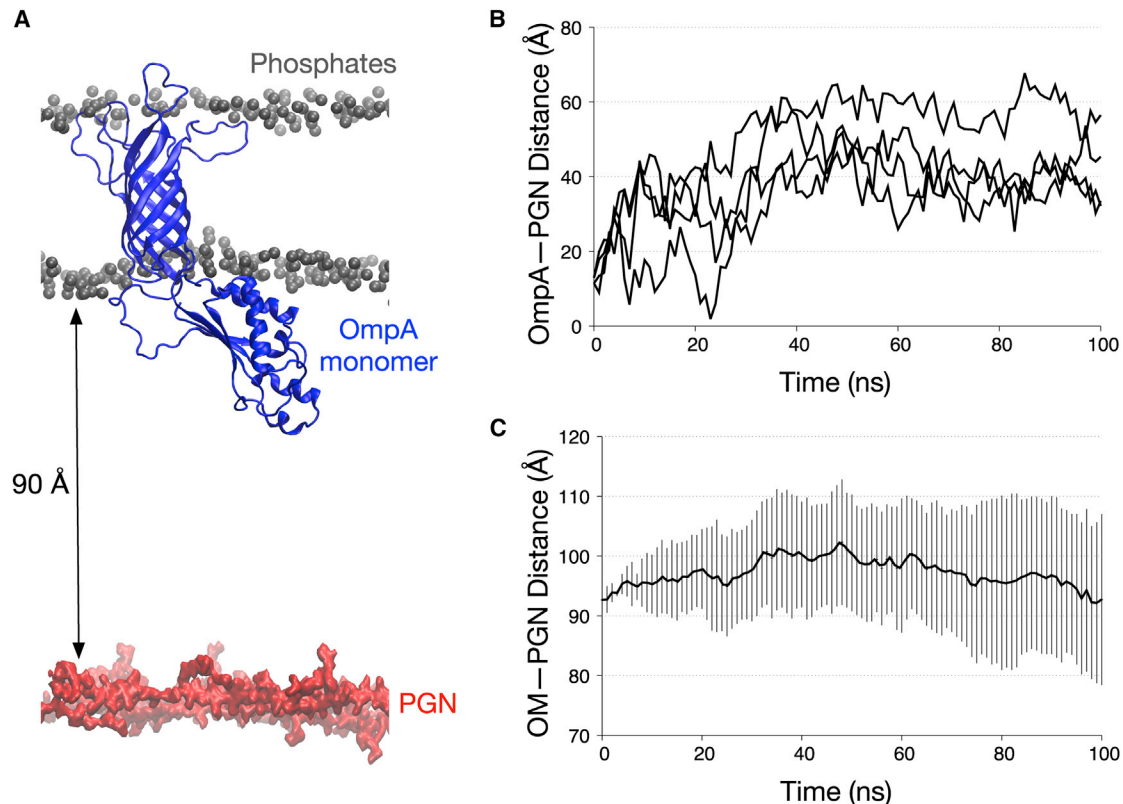 A
Phosphates
OmpA
monomer
90 Å
PGN
B
OmpA—PGN Distance (Å)
80
60
40
20
0
0 20 40 60 80 100
Time (ns)
C
OM—PGN Distance (Å)
120
110
100
90
80
70
0 20 40 60 80 100
Time (ns)